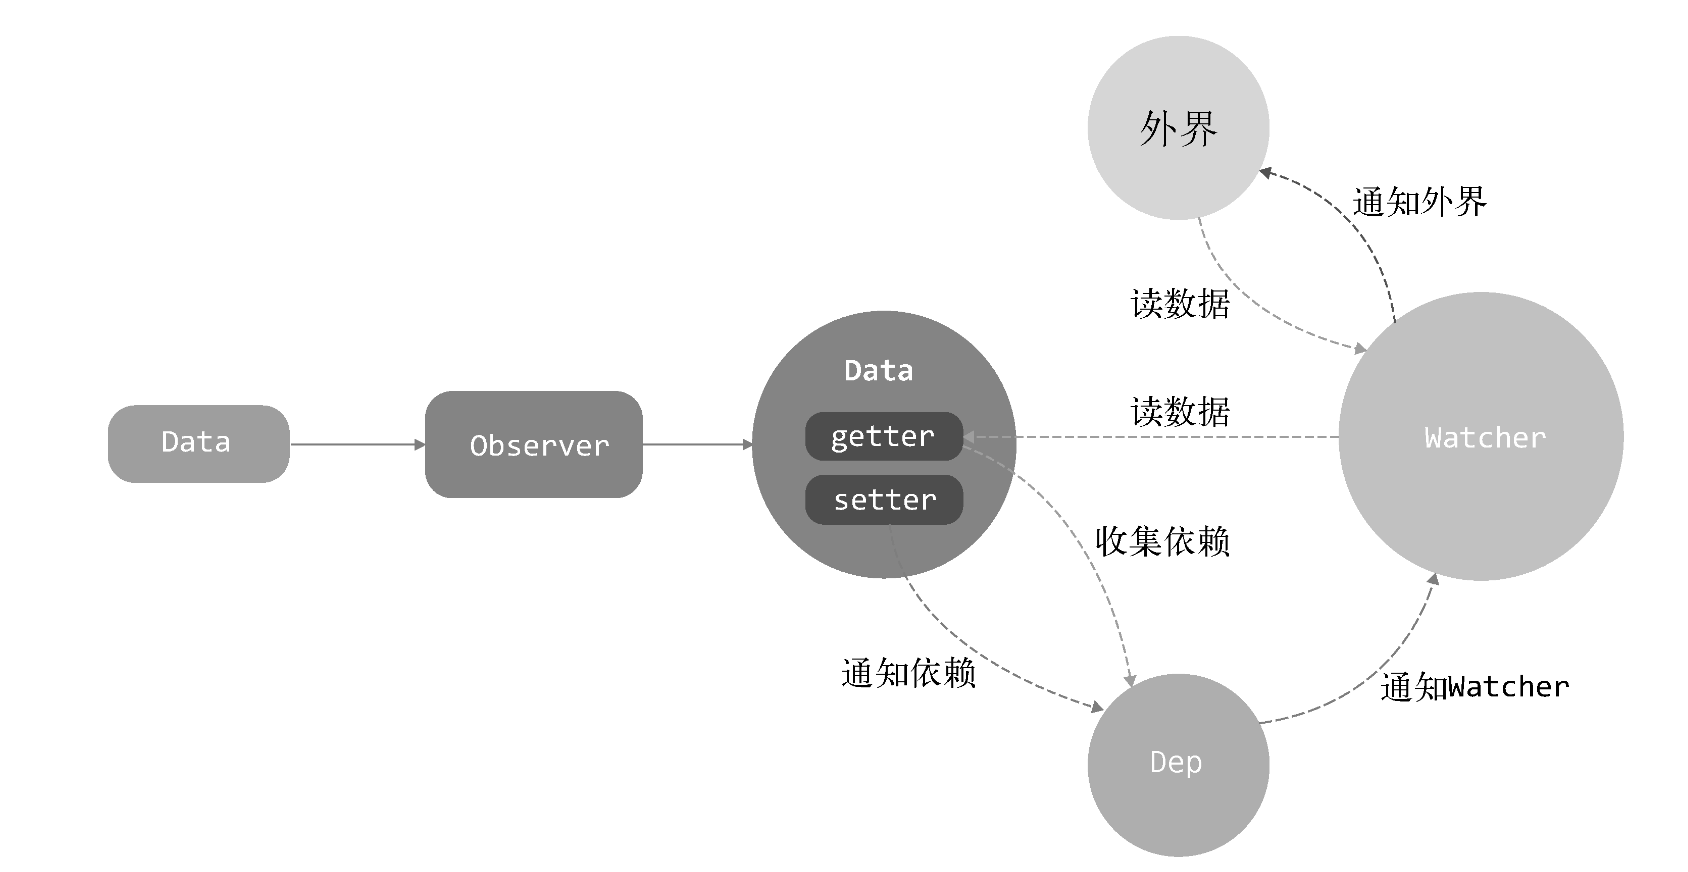 外界
通知外界
读数据
Data
读数据
getter
Watcher
Data
Observer
setter
收集依赖
通知依赖
通知Watcher
Dep